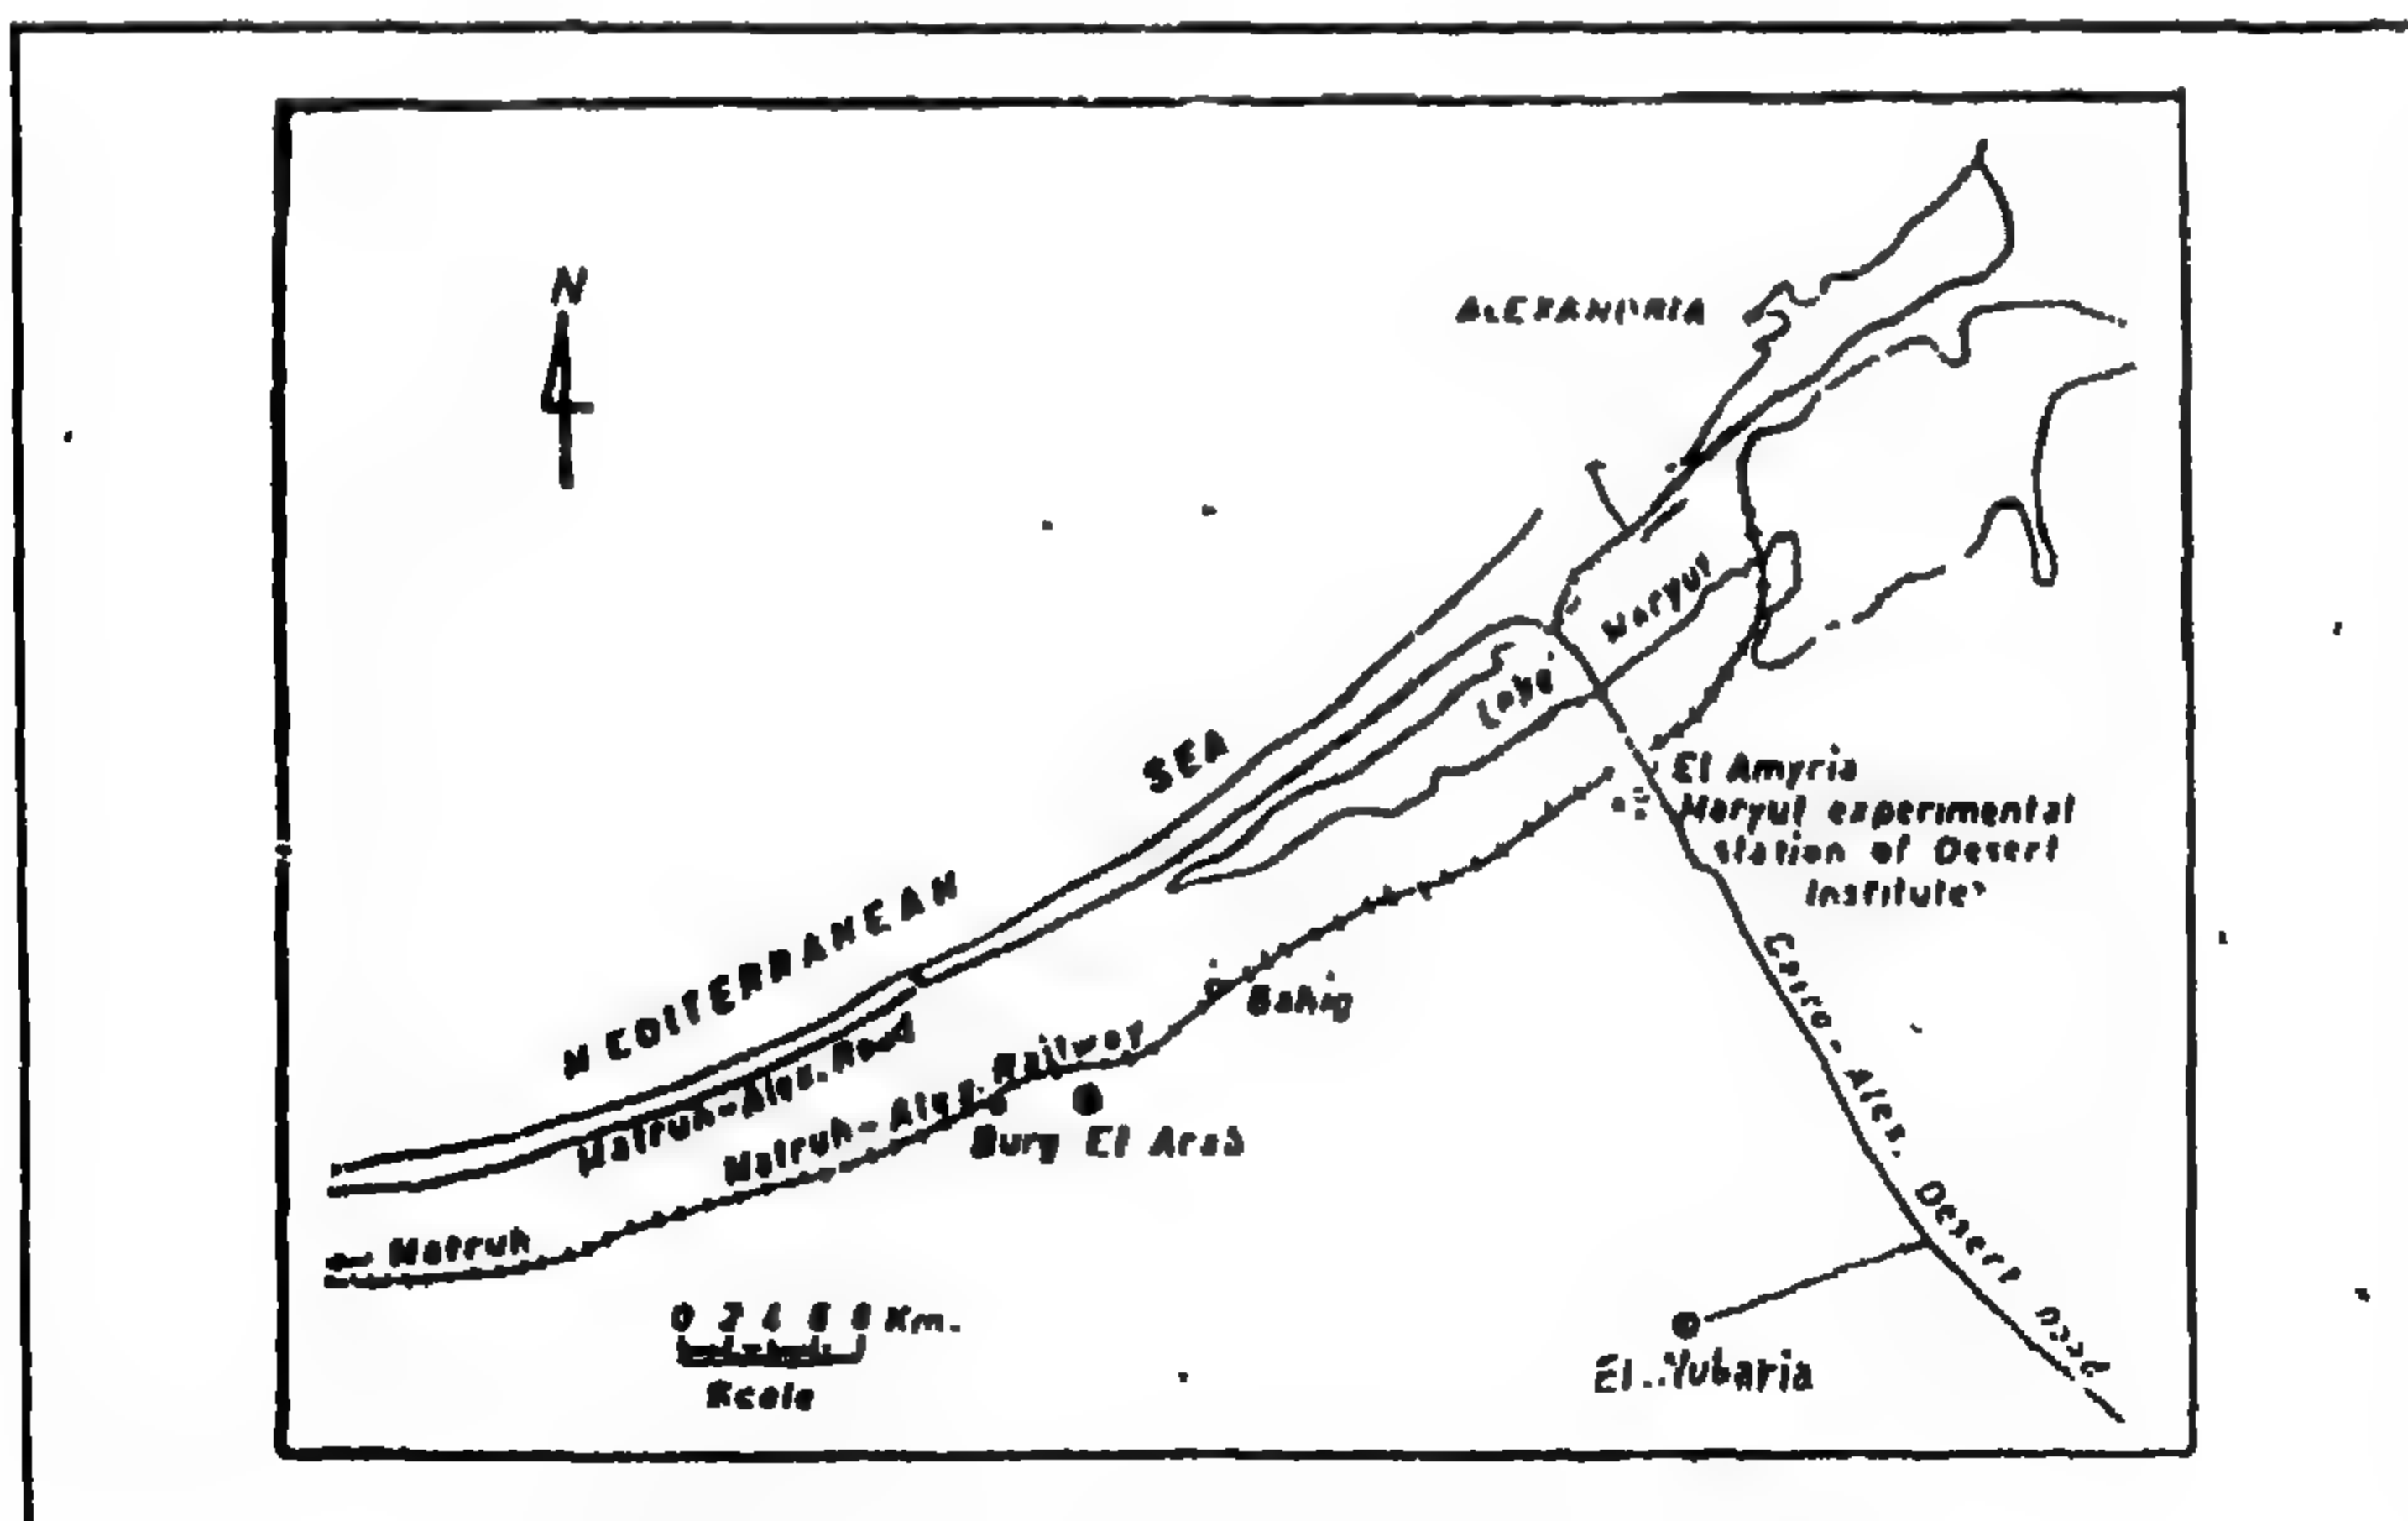 N
ALEXANDRIA
Lake Maryut
SEA
El Amyria
Maryut experimental
station of Desert
Institute
MEDITERRANEAN
Cairo-Alex. Desert Road
Bahig
Matruh-Alex. Road
Matruh-Alex. Railway
Burg El Arab
Matruh
0 2 4 6 8 Km.
Scale
El